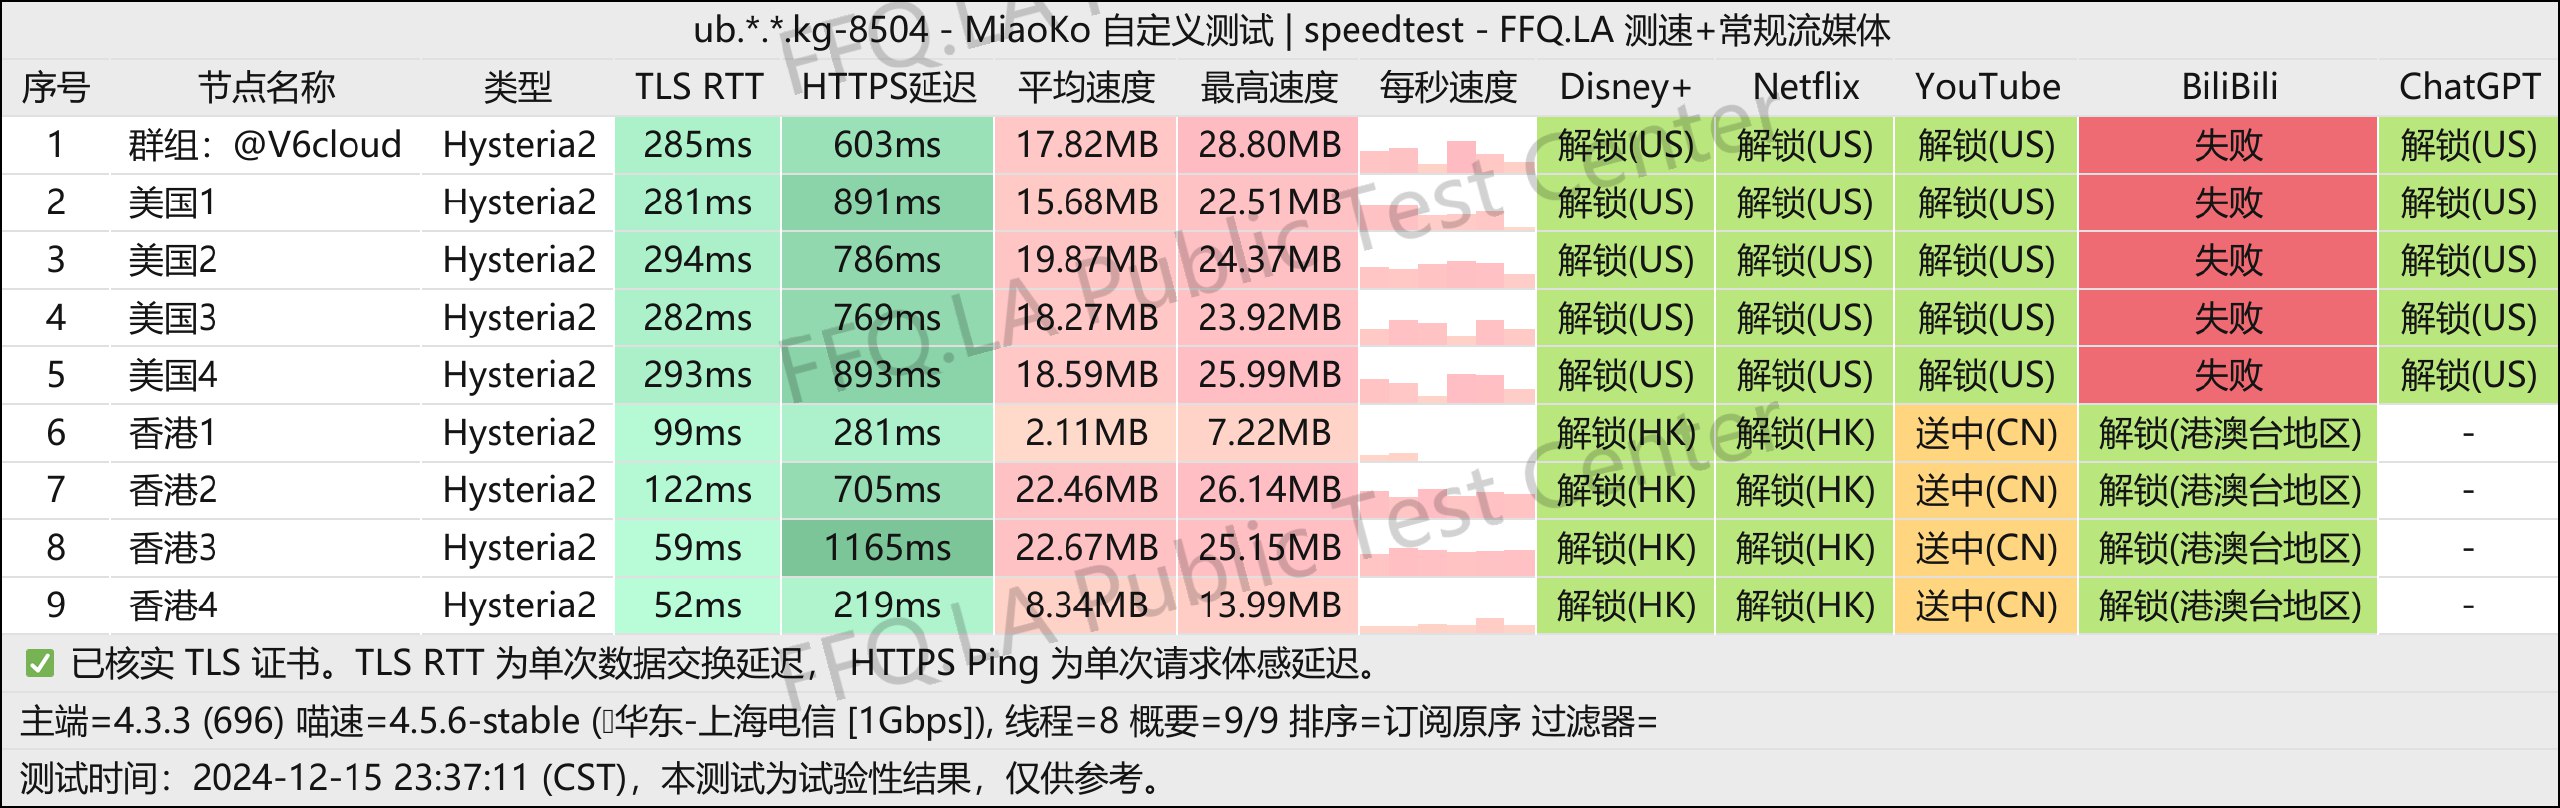 ub.*.*.kg-8504 - MiaoKo 自定义测试 | speedtest - FFQ.LA 测速+常规流媒体
序号 节点名称 类型 TLS RTT HTTPS延迟 平均速度 最高速度 每秒速度 Disney+ Netflix YouTube BiliBili ChatGPT
1 群组：@V6cloud Hysteria2 285ms 603ms 17.82MB 28.80MB 解锁(US) 解锁(US) 解锁(US) 失败 解锁(US)
2 美国1 Hysteria2 281ms 891ms 15.68MB 22.51MB 解锁(US) 解锁(US) 解锁(US) 失败 解锁(US)
3 美国2 Hysteria2 294ms 786ms 19.87MB 24.37MB 解锁(US) 解锁(US) 解锁(US) 失败 解锁(US)
4 美国3 Hysteria2 282ms 769ms 18.27MB 23.92MB 解锁(US) 解锁(US) 解锁(US) 失败 解锁(US)
5 美国4 Hysteria2 293ms 893ms 18.59MB 25.99MB 解锁(US) 解锁(US) 解锁(US) 失败 解锁(US)
6 香港1 Hysteria2 99ms 281ms 2.11MB 7.22MB 解锁(HK) 解锁(HK) 送中(CN) 解锁(港澳台地区) -
7 香港2 Hysteria2 122ms 705ms 22.46MB 26.14MB 解锁(HK) 解锁(HK) 送中(CN) 解锁(港澳台地区) -
8 香港3 Hysteria2 59ms 1165ms 22.67MB 25.15MB 解锁(HK) 解锁(HK) 送中(CN) 解锁(港澳台地区) -
9 香港4 Hysteria2 52ms 219ms 8.34MB 13.99MB 解锁(HK) 解锁(HK) 送中(CN) 解锁(港澳台地区) -
✅ 已核实 TLS 证书。TLS RTT 为单次数据交换延迟， HTTPS Ping 为单次请求体感延迟。
主端=4.3.3 (696) 喵速=4.5.6-stable (华东-上海电信 [1Gbps]), 线程=8 概要=9/9 排序=订阅原序 过滤器=
测试时间：2024-12-15 23:37:11 (CST)，本测试为试验性结果，仅供参考。
FFQ.LA Public Test Center
FFQ.LA Public Test Center